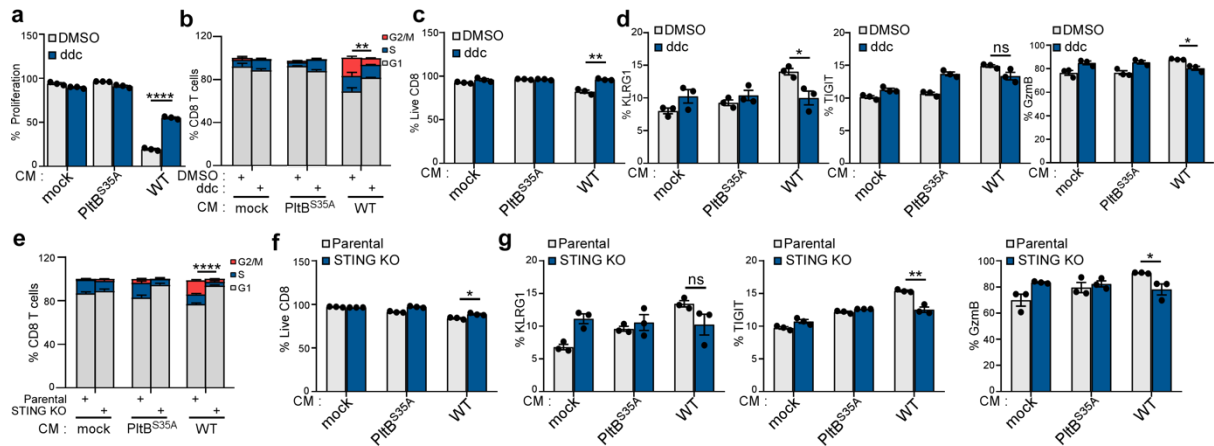 a
DMSO
ddc
% Proliferation
150
100
50
0
****
CM :
mock
PltB^S35A
WT
b
G2/M
S
G1
% CD8 T cells
120
80
40
0
**
DMSO
+ + +
ddc
+ + +
CM :
mock
PltB^S35A
WT
c
DMSO
ddc
% Live CD8
150
100
50
0
**
CM :
mock
PltB^S35A
WT
d
DMSO
ddc
% KLRG1
20
15
10
5
0
*
CM :
mock
PltB^S35A
WT
DMSO
ddc
% TIGIT
20
15
10
5
0
ns
mock
PltB^S35A
WT
DMSO
ddc
% GzmB
100
80
60
40
20
0
*
mock
PltB^S35A
WT
e
G2/M
S
G1
% CD8 T cells
120
80
40
0
****
Parental
+ + +
STING KO
+ + +
CM :
mock
PltB^S35A
WT
f
Parental
STING KO
% Live CD8
150
100
50
0
*
CM :
mock
PltB^S35A
WT
g
Parental
STING KO
% KLRG1
20
15
10
5
0
ns
CM :
mock
PltB^S35A
WT
Parental
STING KO
% TIGIT
20
15
10
5
0
**
mock
PltB^S35A
WT
Parental
STING KO
% GzmB
100
80
60
40
20
0
*
mock
PltB^S35A
WT